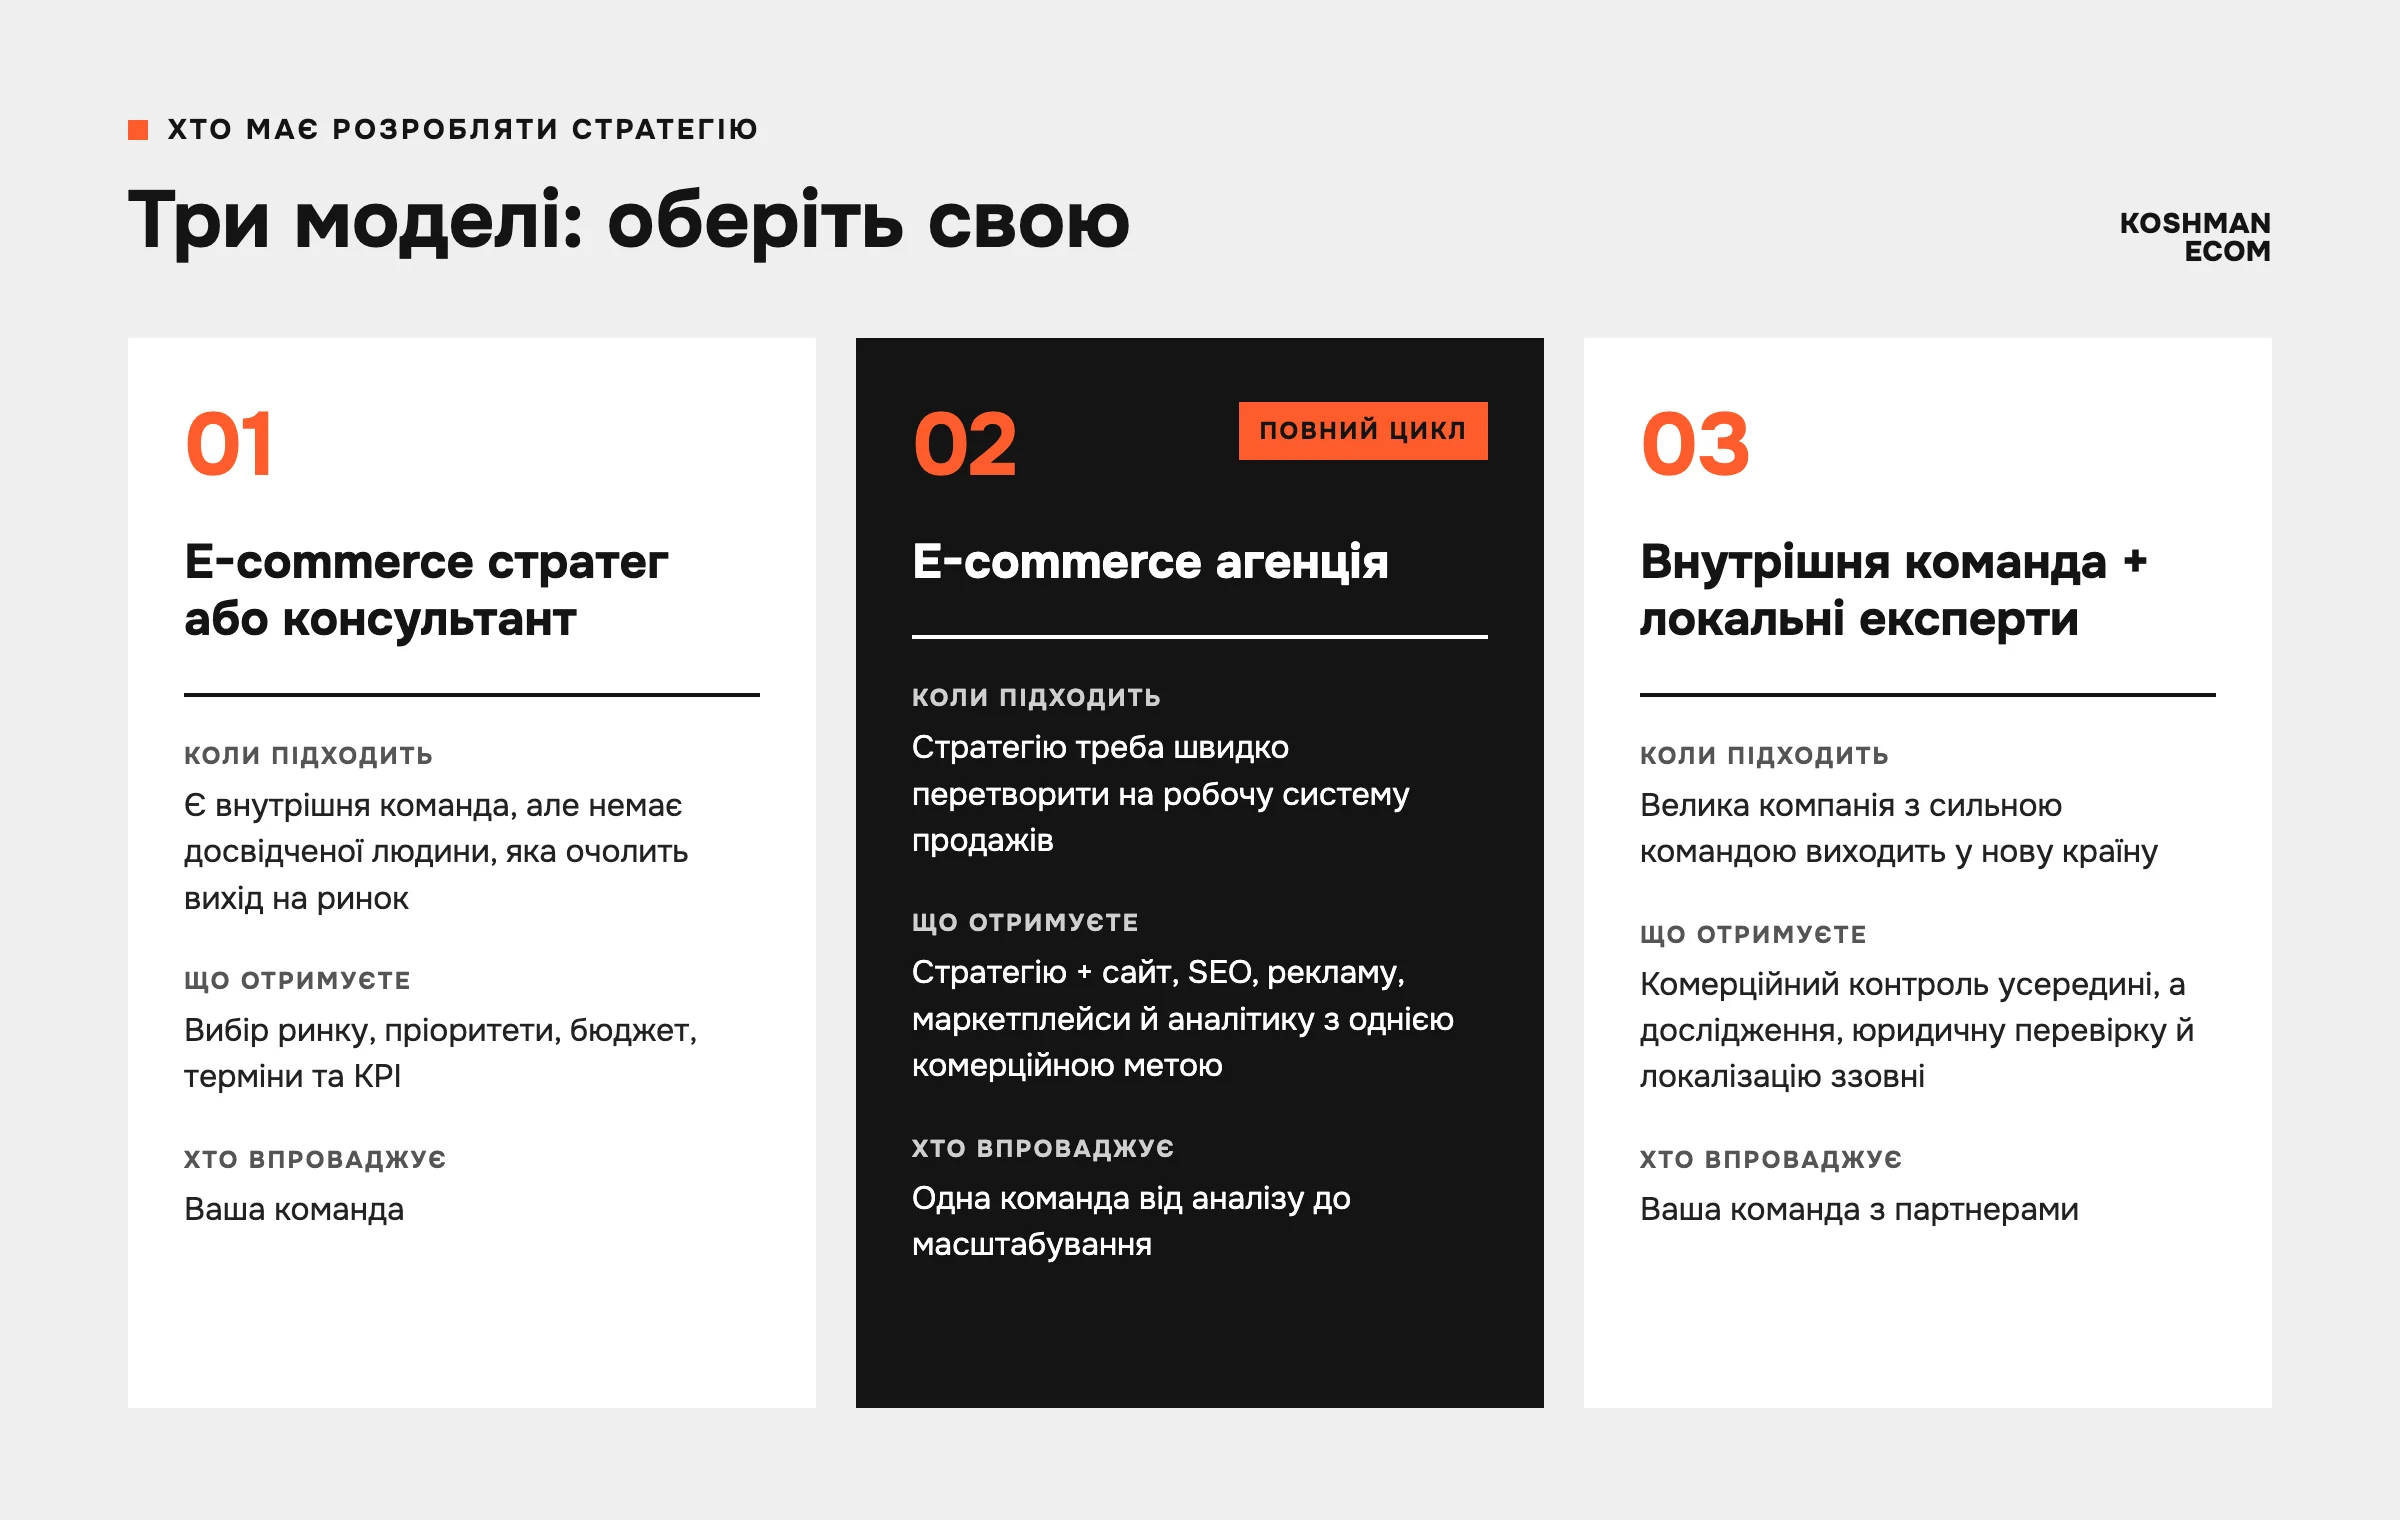 ХТО МАЄ РОЗРОБЛЯТИ СТРАТЕГІЮ
Три моделі: оберіть свою
KOSHMAN
ECOM
01
E-commerce стратег
або консультант
КОЛИ ПІДХОДИТЬ
Є внутрішня команда, але немає
досвідченої людини, яка очолить
вихід на ринок
ЩО ОТРИМУЄТЕ
Вибір ринку, пріоритети, бюджет,
терміни та KPI
ХТО ВПРОВАДЖУЄ
Ваша команда
02
ПОВНИЙ ЦИКЛ
E-commerce агенція
КОЛИ ПІДХОДИТЬ
Стратегію треба швидко
перетворити на робочу систему
продажів
ЩО ОТРИМУЄТЕ
Стратегію + сайт, SEO, рекламу,
маркетплейси й аналітику з однією
комерційною метою
ХТО ВПРОВАДЖУЄ
Одна команда від аналізу до
масштабування
03
Внутрішня команда +
локальні експерти
КОЛИ ПІДХОДИТЬ
Велика компанія з сильною
командою виходить у нову країну
ЩО ОТРИМУЄТЕ
Комерційний контроль усередині, а
дослідження, юридичну перевірку й
локалізацію ззовні
ХТО ВПРОВАДЖУЄ
Ваша команда з партнерами